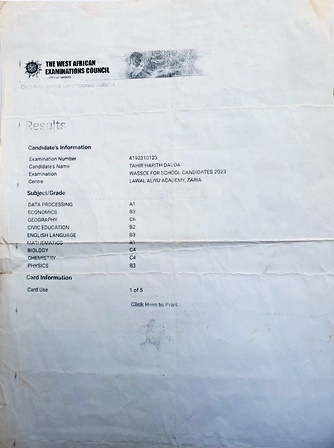 THE WEST AFRICAN
EXAMINATIONS COUNCIL
Results
Candidate's Information
Examination Number 4192310123
Candidate's Name TAHIR HARITH DAUDA
Examination WASSCE FOR SCHOOL CANDIDATES 2023
Centre LAWAL ALIYU ACADEMY, ZARIA
Subject/Grade
DATA PROCESSING A1
ECONOMICS B3
GEOGRAPHY C6
CIVIC EDUCATION B2
ENGLISH LANGUAGE B3
MATHEMATICS
BIOLOGY C4
CHEMISTRY C4
PHYSICS B3
Card Information
Card Use 1 of 5
Click Here to Print